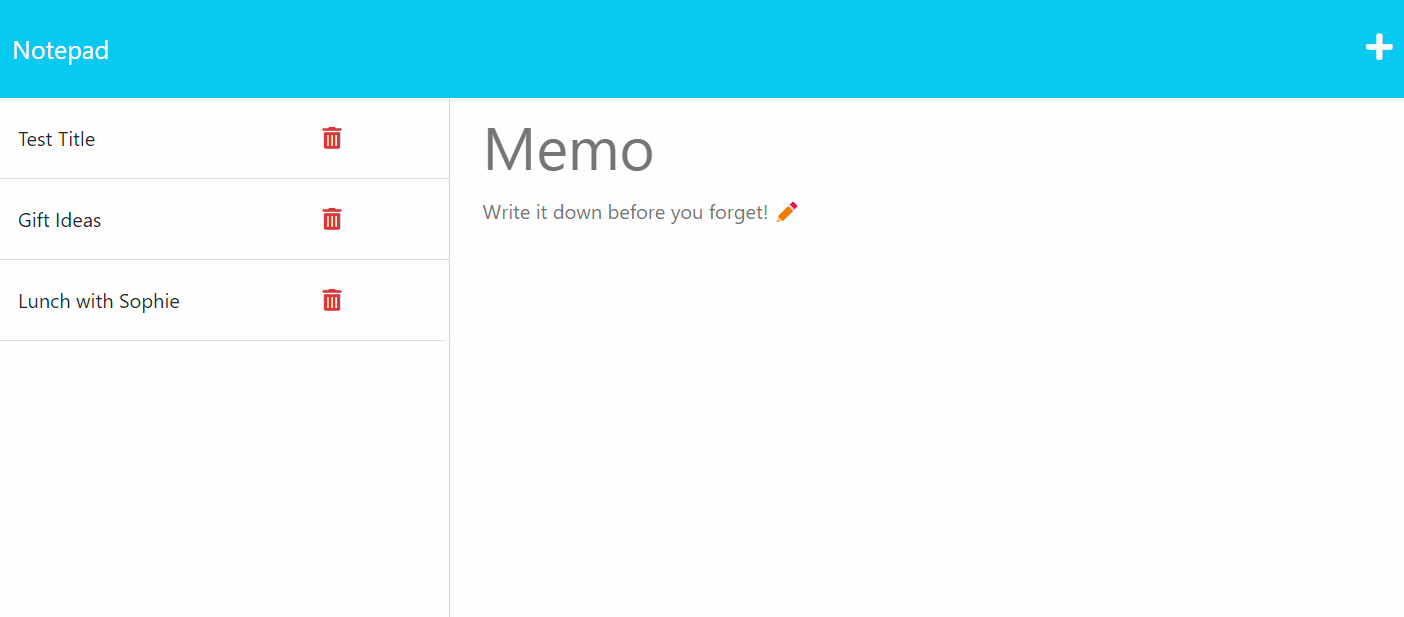 Notepad
Test Title
Gift Ideas
Lunch with Sophie
Memo
Write it down before you forget! ✏️